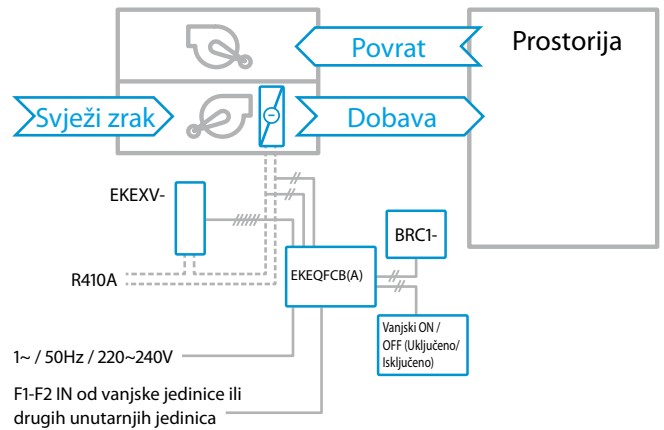 Povrat
Prostorija
Svježi zrak
Dobava
EKEXV-
BRC1-
R410A
EKEQFCB(A)
Vanjski ON /
OFF (Uključeno/
Isključeno)
1~ / 50Hz / 220~240V
F1-F2 IN od vanjske jedinice ili
drugih unutarnjih jedinica